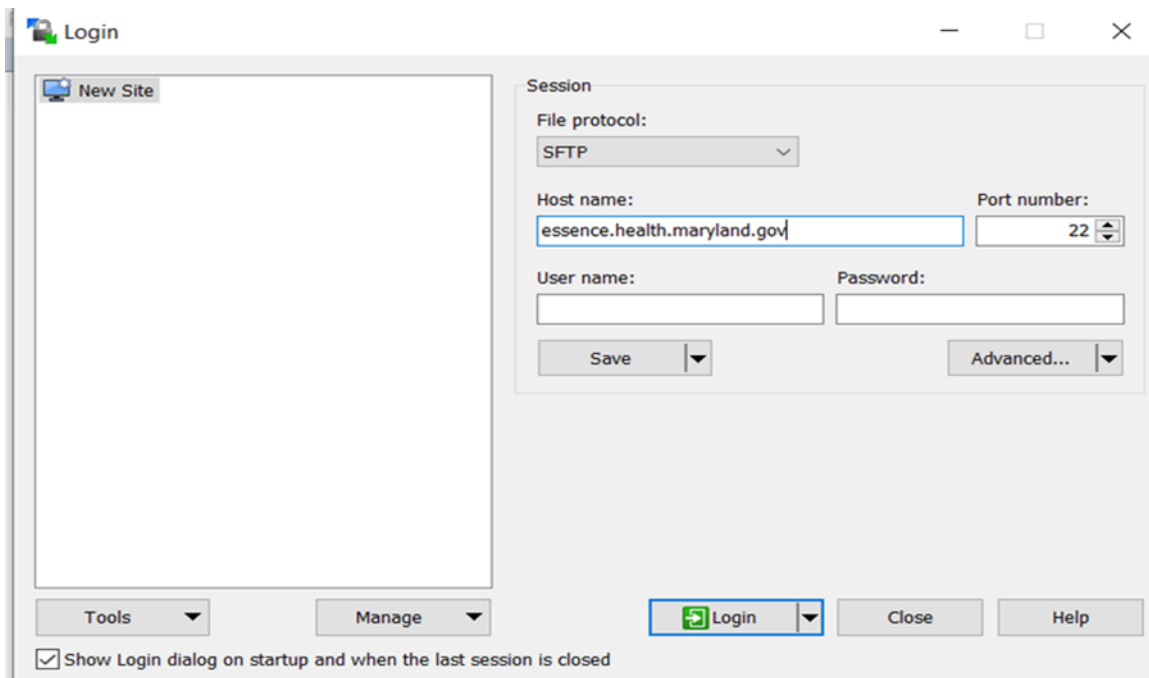 Login
New Site
Session
File protocol:
SFTP
Host name:
Port number:
essence.health.maryland.gov
22
User name:
Password:
Save
Advanced...
Tools
Manage
Login
Close
Help
Show Login dialog on startup and when the last session is closed